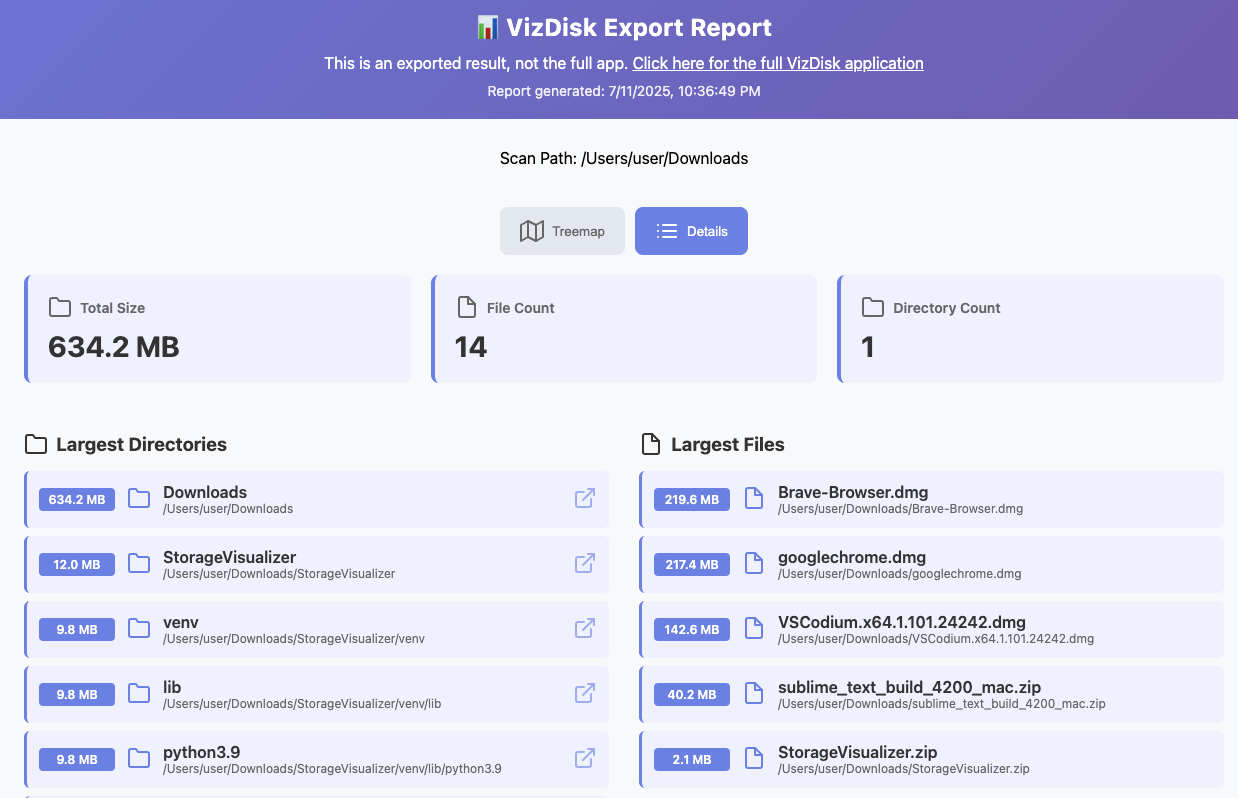 📊 VizDisk Export Report
This is an exported result, not the full app. Click here for the full VizDisk application
Report generated: 7/11/2025, 10:36:49 PM
Scan Path: /Users/user/Downloads
Treemap
Details
Total Size
634.2 MB
File Count
14
Directory Count
1
Largest Directories
634.2 MB
Downloads
/Users/user/Downloads
12.0 MB
StorageVisualizer
/Users/user/Downloads/StorageVisualizer
9.8 MB
venv
/Users/user/Downloads/StorageVisualizer/venv
9.8 MB
lib
/Users/user/Downloads/StorageVisualizer/venv/lib
9.8 MB
python3.9
/Users/user/Downloads/StorageVisualizer/venv/lib/python3.9
Largest Files
219.6 MB
Brave-Browser.dmg
/Users/user/Downloads/Brave-Browser.dmg
217.4 MB
googlechrome.dmg
/Users/user/Downloads/googlechrome.dmg
142.6 MB
VSCodium.x64.1.101.24242.dmg
/Users/user/Downloads/VSCodium.x64.1.101.24242.dmg
40.2 MB
sublime_text_build_4200_mac.zip
/Users/user/Downloads/sublime_text_build_4200_mac.zip
2.1 MB
StorageVisualizer.zip
/Users/user/Downloads/StorageVisualizer.zip